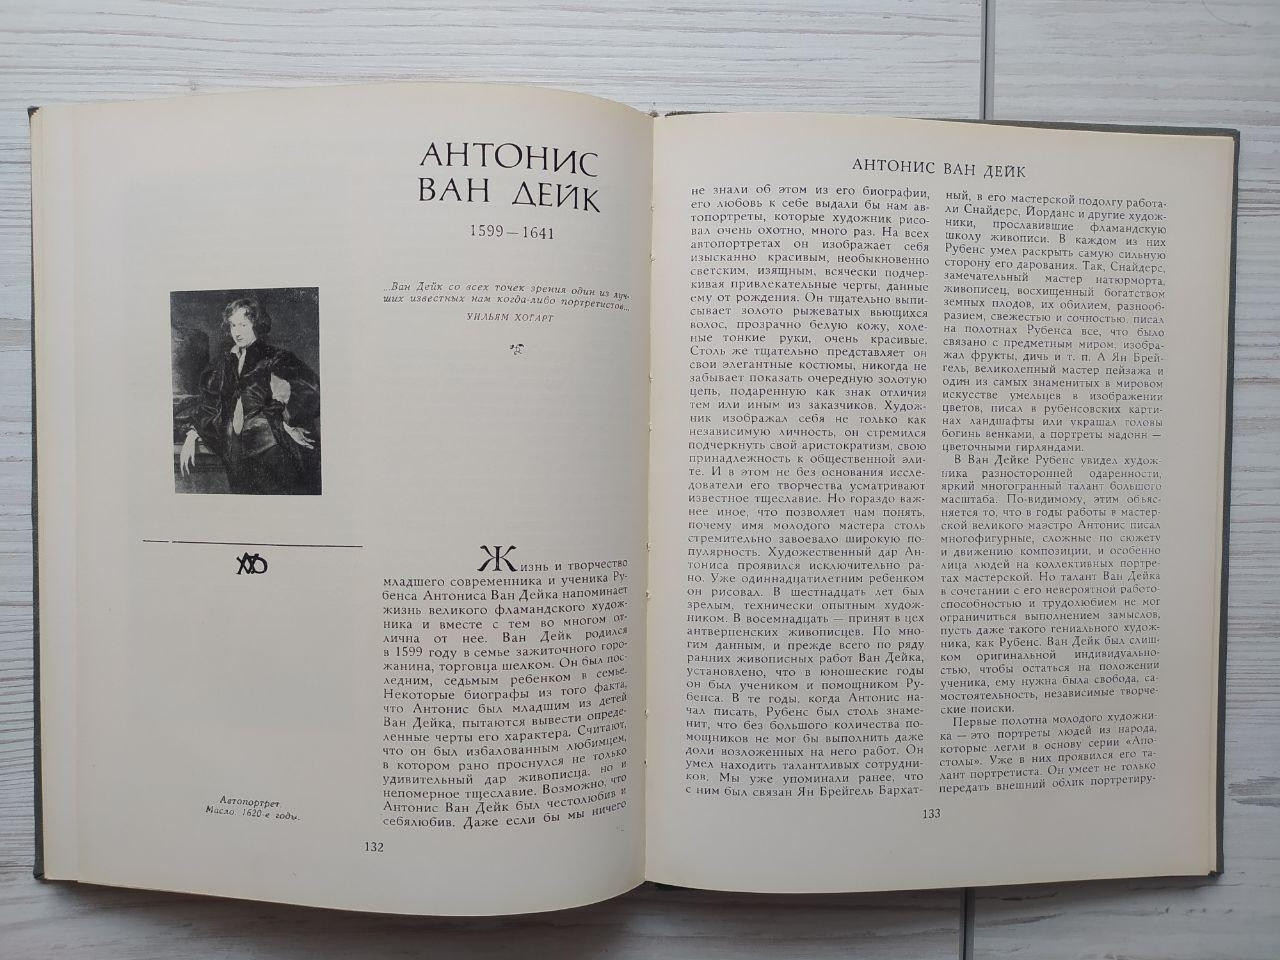 АНТОНИС
ВАН ДЕЙК
1599—1641
...Ван Дейк со всех точек зрения один из луч-
ших известных нам когда-либо портретистов...
УИЛЬЯМ ХОГАРТ
Автопортрет.
Масло. 1620-е годы.
Жизнь и творчество
младшего современника и ученика Ру-
бенса Антониса Ван Дейка напоминает
жизнь великого фламандского худож-
ника и вместе с тем во многом от-
лична от нее. Ван Дейк родился
в 1599 году в семье зажиточного горо-
жанина, торговца шелком. Он был пос-
ледним, седьмым ребенком в семье.
Некоторые биографы из того факта,
что Антонис был младшим из детей
Ван Дейка, пытаются вывести опреде-
ленные черты его характера. Считают,
что он был избалованным любимцем,
в котором рано проснулся не только
удивительный дар живописца, но и
непомерное тщеславие. Возможно, что
Антонис Ван Дейк был честолюбив и
себялюбив. Даже если бы мы ничего
132
АНТОНИС ВАН ДЕЙК
не знали об этом из его биографии,
его любовь к себе выдали бы нам ав-
топортреты, которые художник рисо-
вал очень охотно, много раз. На всех
автопортретах он изображает себя
изысканно красивым, необыкновенно
светским, изящным, всячески подчер-
кивая привлекательные черты, данные
ему от рождения. Он тщательно выпи-
сывает золото рыжеватых вьющихся
волос, прозрачно белую кожу, холе-
ные тонкие руки, очень красивые.
Столь же тщательно представляет он
свои элегантные костюмы, никогда не
забывает показать очередную золотую
цепь, подаренную как знак отличия
тем или иным из заказчиков. Худож-
ник изображал себя не только как
независимую личность, он стремился
подчеркнуть свой аристократизм, свою
принадлежность к общественной эли-
те. И в этом не без основания иссле-
дователи его творчества усматривают
известное тщеславие. Но гораздо важ-
нее иное, что позволяет нам понять,
почему имя молодого мастера столь
стремительно завоевало широкую по-
пулярность. Художественный дар Ан-
тониса проявился исключительно ра-
но. Уже одиннадцатилетним ребенком
он рисовал. В шестнадцать лет был
зрелым, технически опытным худож-
ником. В восемнадцать — принят в цех
антверпенских живописцев. По мно-
гим данным, и прежде всего по ряду
ранних живописных работ Ван Дейка,
установлено, что в юношеские годы
он был учеником и помощником Ру-
бенса. В те годы, когда Антонис на-
чал писать, Рубенс был столь знаме-
нит, что без большого количества по-
мощников не мог бы выполнить даже
доли возложенных на него работ. Он
умел находить талантливых сотрудни-
ков. Мы уже упоминали ранее, что
с ним был связан Ян Брейгель Бархат-
ный, в его мастерской подолгу работа-
ли Снайдерс, Йорданс и другие худож-
ники, прославившие фламандскую
школу живописи. В каждом из них
Рубенс умел раскрыть самую сильную
сторону его дарования. Так, Снайдерс,
замечательный мастер натюрморта,
живописец, восхищенный богатством
земных плодов, их обилием, разнооб-
разием, свежестью и сочностью, писал
на полотнах Рубенса все, что было
связано с предметным миром, изобра-
жал фрукты, дичь и т. п. А Ян Брей-
гель, великолепный мастер пейзажа и
один из самых знаменитых в мировом
искусстве умельцев в изображении
цветов, писал в рубенсовских карти-
нах ландшафты или украшал головы
богинь венками, а портреты мадонн —
цветочными гирляндами.
В Ван Дейке Рубенс увидел худож-
ника разносторонней одаренности,
яркий многогранный талант большого
масштаба. По-видимому, этим объяс-
няется то, что в годы работы в мастер-
ской великого маэстро Антонис писал
многофигурные, сложные по сюжету
и движению композиции, и особенно
лица людей на коллективных портре-
тах мастерской. Но талант Ван Дейка
в сочетании с его невероятной работо-
способностью и трудолюбием не мог
ограничиться выполнением замыслов,
пусть даже такого гениального худож-
ника, как Рубенс. Ван Дейк был слиш-
ком оригинальной индивидуально-
стью, чтобы остаться на положении
ученика, ему нужна была свобода, са-
мостоятельность, независимые творче-
ские поиски.
Первые полотна молодого художни-
ка — это портреты людей из народа,
которые легли в основу серии «Апо-
столы». Уже в них проявился его та-
лант портретиста. Он умеет не только
передать внешний облик портретиру-
133